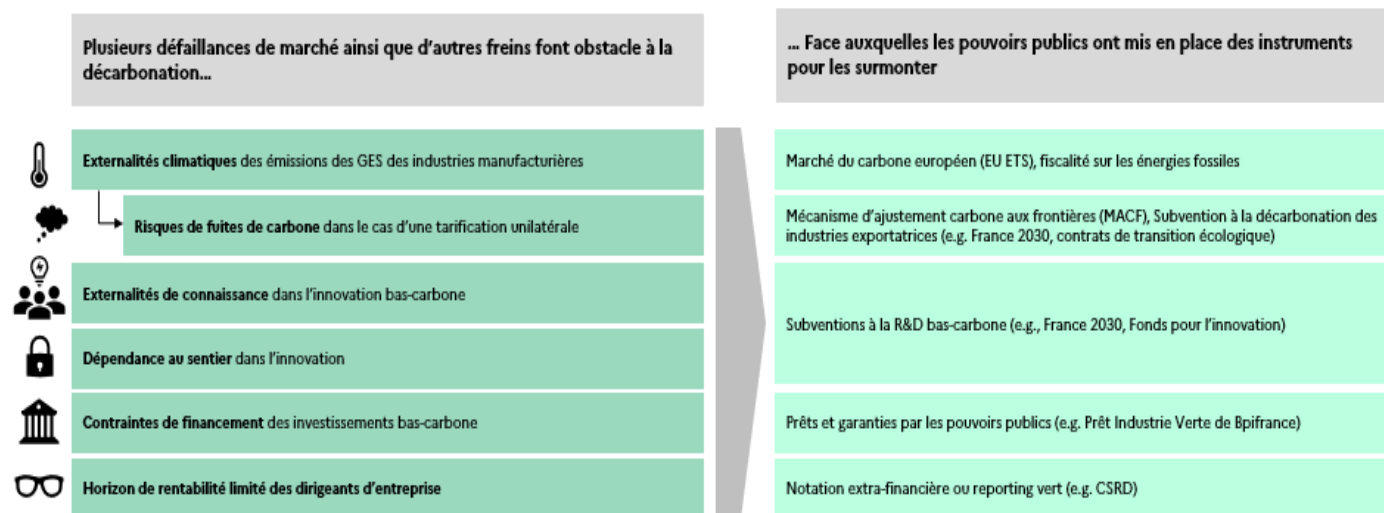 Plusieurs défaillances de marché ainsi que d'autres freins font obstacle à la
décarbonation...
... Face auxquelles les pouvoirs publics ont mis en place des instruments
pour les surmonter
Externalités climatiques des émissions des GES des industries manufacturières
Marché du carbone européen (EU ETS), fiscalité sur les énergies fossiles
Risques de fuites de carbone dans le cas d'une tarification unilatérale
Mécanisme d'ajustement carbone aux frontières (MACF), Subvention à la décarbonation des
industries exportatrices (e.g. France 2030, contrats de transition écologique)
Externalités de connaissance dans l'innovation bas-carbone
Dépendance au sentier dans l'innovation
Subventions à la R&D bas-carbone (e.g., France 2030, Fonds pour l'innovation)
Contraintes de financement des investissements bas-carbone
Prêts et garanties par les pouvoirs publics (e.g. Prêt Industrie Verte de Bpifrance)
Horizon de rentabilité limité des dirigeants d'entreprise
Notation extra-financière ou reporting vert (e.g. CSRD)